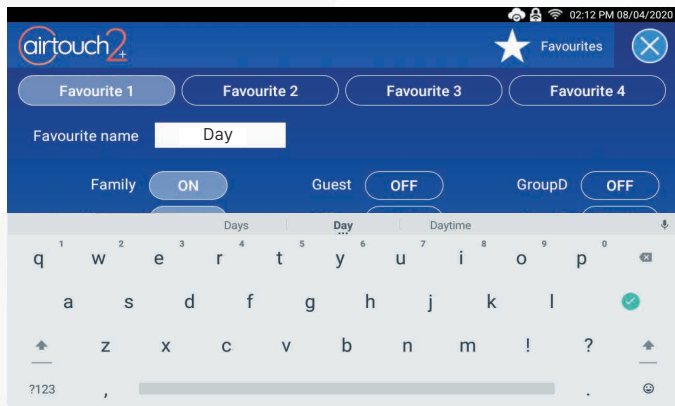 02:12 PM 08/04/2020
airtouch2+
Favourites
Favourite 1 Favourite 2 Favourite 3 Favourite 4
Favourite name Day
Family ON Guest OFF GroupD OFF
Days Day Daytime
q 1 w 2 e 3 r 4 t 5 y 6 u 7 i 8 o 9 p 0
a s d f g h j k l
z x c v b n m ! ?
?123 , .